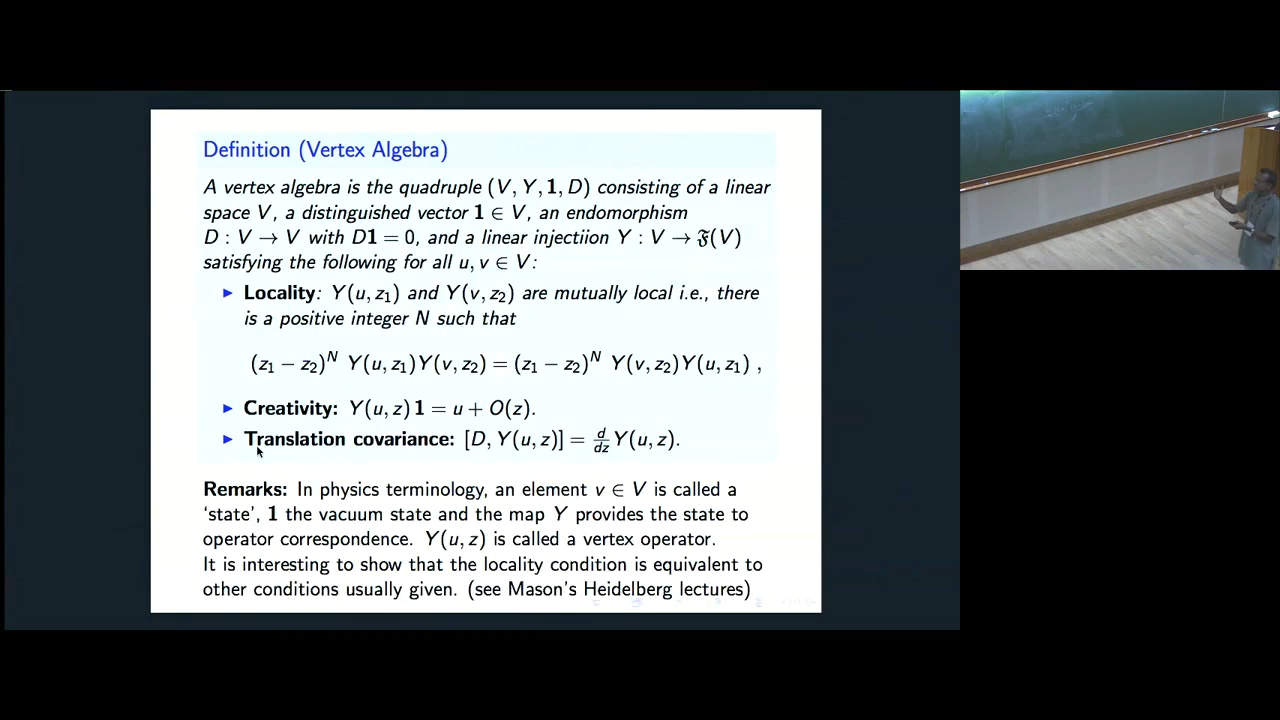 Definition (Vertex Algebra)
A vertex algebra is the quadruple (V, Y, 𝟏, D) consisting of a linear
space V, a distinguished vector 𝟏 ∈ V, an endomorphism
D : V → V with D𝟏 = 0, and a linear injectiion Y : V → 𝔉(V)
satisfying the following for all u, v ∈ V:
▶ Locality: Y(u, z₁) and Y(v, z₂) are mutually local i.e., there
is a positive integer N such that
(z₁ − z₂)^N Y(u, z₁)Y(v, z₂) = (z₁ − z₂)^N Y(v, z₂)Y(u, z₁) ,
▶ Creativity: Y(u, z) 𝟏 = u + O(z).
▶ Translation covariance: [D, Y(u, z)] = d/dz Y(u, z).
Remarks: In physics terminology, an element v ∈ V is called a
‘state’, 𝟏 the vacuum state and the map Y provides the state to
operator correspondence. Y(u, z) is called a vertex operator.
It is interesting to show that the locality condition is equivalent to
other conditions usually given. (see Mason's Heidelberg lectures)